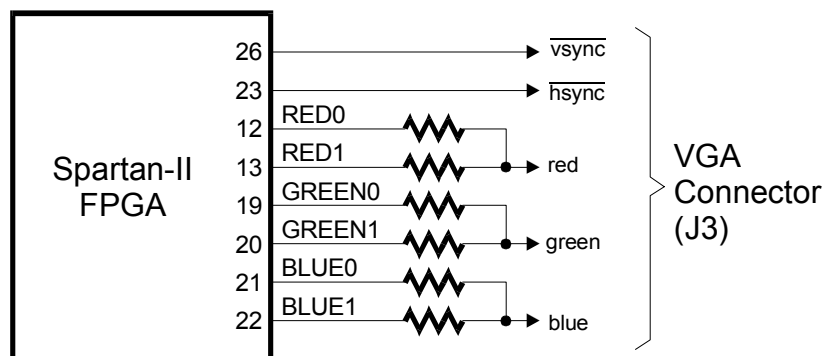 Spartan-II
FPGA
26
vsync
23
hsync
12
RED0
13
RED1
red
19
GREEN0
20
GREEN1
green
21
BLUE0
22
BLUE1
blue
VGA
Connector
(J3)